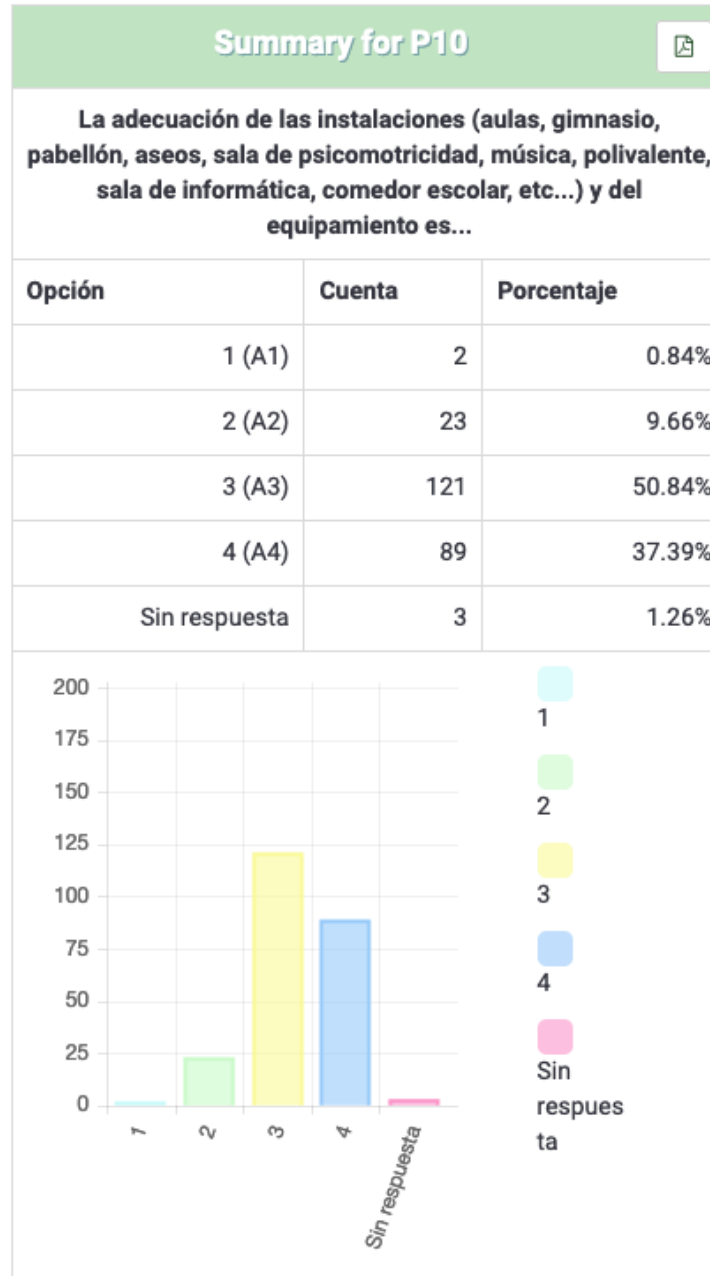 Summary for P10
La adecuación de las instalaciones (aulas, gimnasio,
pabellón, aseos, sala de psicomotricidad, música, polivalente,
sala de informática, comedor escolar, etc...) y del
equipamiento es...
Opción Cuenta Porcentaje
1 (A1) 2 0.84%
2 (A2) 23 9.66%
3 (A3) 121 50.84%
4 (A4) 89 37.39%
Sin respuesta 3 1.26%
200
175
150
125
100
75
50
25
0
1 2 3 4 Sin respuesta
1
2
3
4
Sin
respues
ta